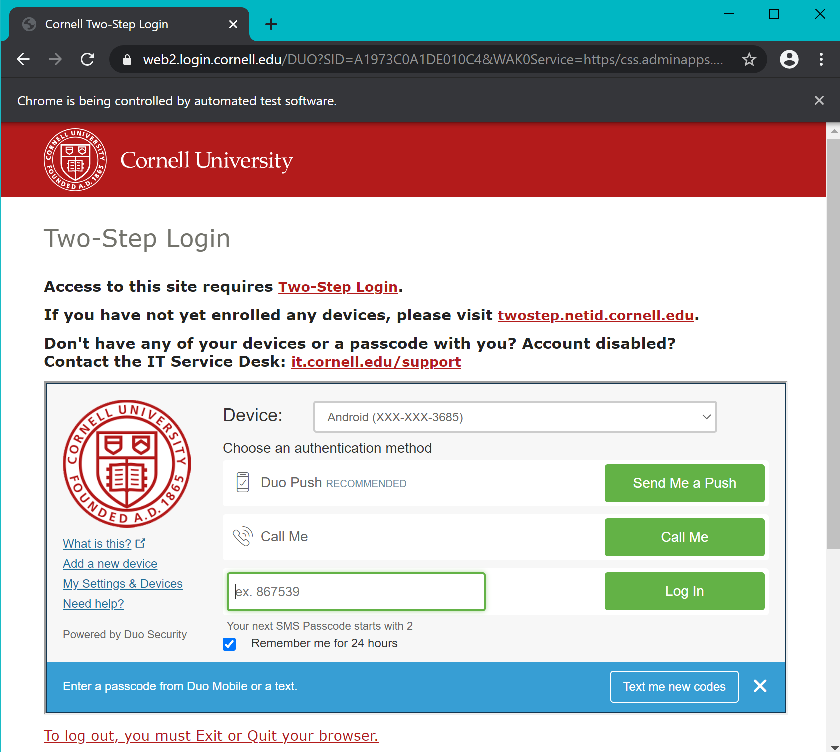 Cornell Two-Step Login
web2.login.cornell.edu/DUO?SID=A1973C0A1DE010C4&WAK0Service=https/css.adminapps....
Chrome is being controlled by automated test software.
CORNELL UNIVERSITY
FOUNDED A.D. 1865
Cornell University
Two-Step Login
Access to this site requires Two-Step Login.
If you have not yet enrolled any devices, please visit twostep.netid.cornell.edu.
Don't have any of your devices or a passcode with you? Account disabled?
Contact the IT Service Desk: it.cornell.edu/support
CORNELL UNIVERSITY
FOUNDED A.D. 1865
What is this?
Add a new device
My Settings & Devices
Need help?
Powered by Duo Security
Device: Android (XXX-XXX-3685)
Choose an authentication method
Duo Push RECOMMENDED Send Me a Push
Call Me Call Me
ex. 867539 Log In
Your next SMS Passcode starts with 2
Remember me for 24 hours
Enter a passcode from Duo Mobile or a text. Text me new codes
To log out, you must Exit or Quit your browser.